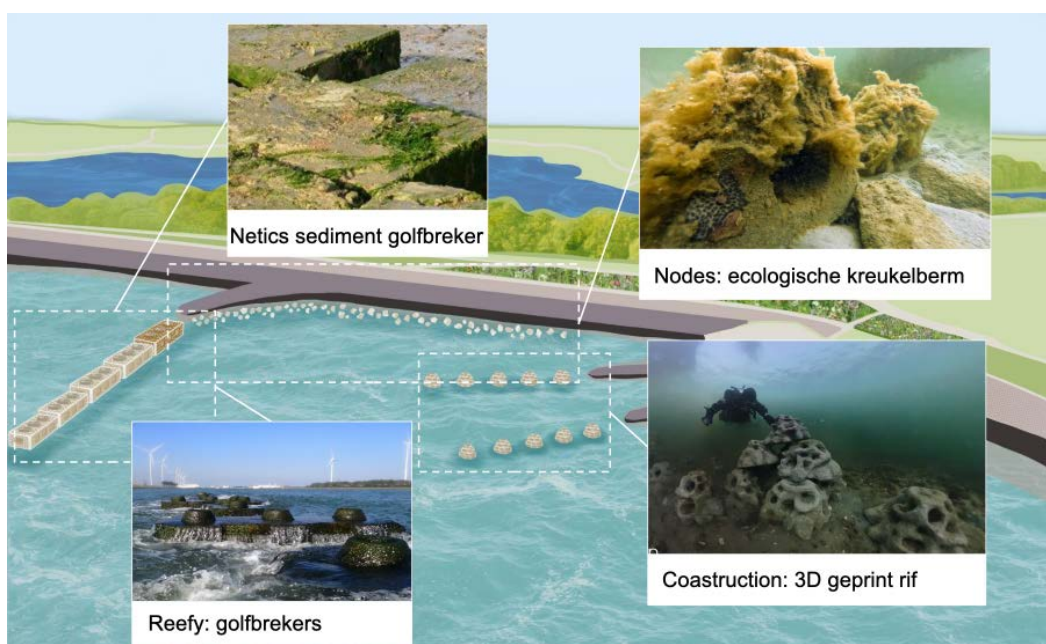 Netics sediment golfbreker
Nodes: ecologische kreukelberm
Reefy: golfbrekers
Coastruction: 3D geprint rif